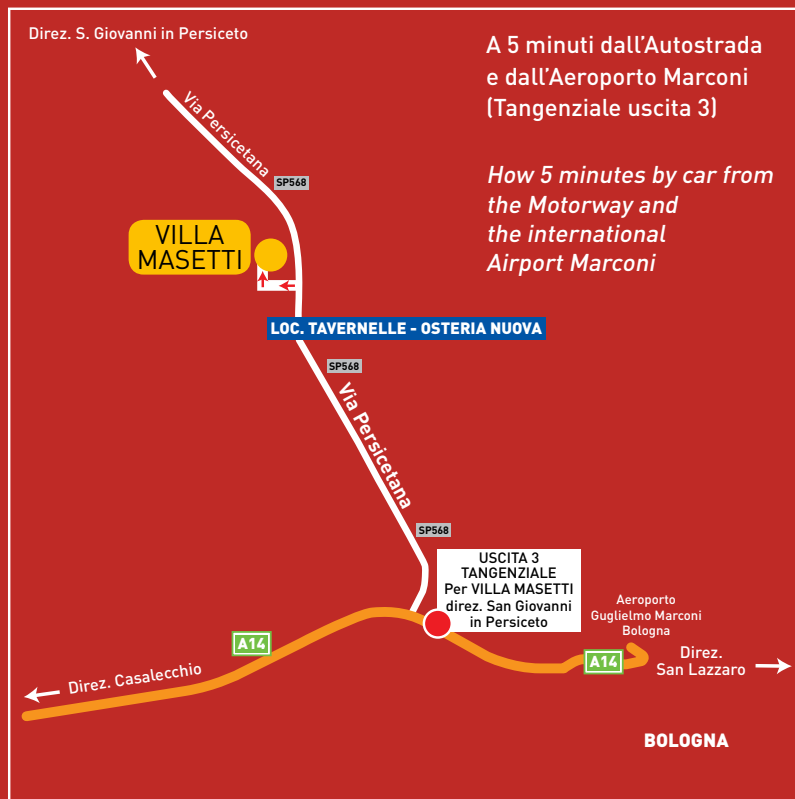 Direz. S. Giovanni in Persiceto
A 5 minuti dall'Autostrada
e dall'Aeroporto Marconi
(Tangenziale uscita 3)
How 5 minutes by car from
the Motorway and
the international
Airport Marconi
Via Persicetana
SP568
VILLA
MASETTI
LOC. TAVERNELLE - OSTERIA NUOVA
SP568
Via Persicetana
SP568
USCITA 3
TANGENZIALE
Per VILLA MASETTI
direz. San Giovanni
in Persiceto
Aeroporto
Guglielmo Marconi
Bologna
A14
A14
Direz.
San Lazzaro
Direz. Casalecchio
BOLOGNA